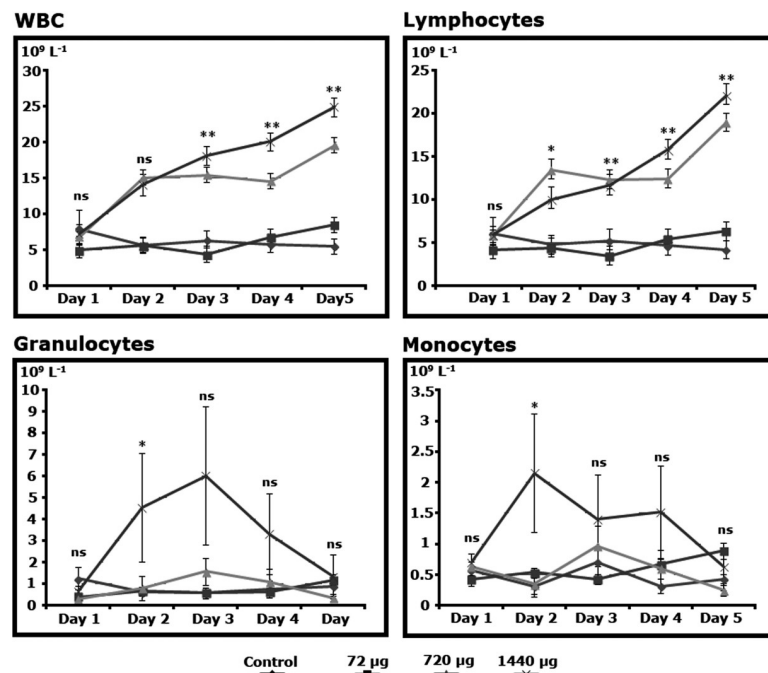 WBC
10⁹ L⁻¹
30
25
20
15
10
5
0
ns
ns
**
**
**
Day 1 Day 2 Day 3 Day 4 Day5
Lymphocytes
10⁹ L⁻¹
25
20
15
10
5
0
ns
*
**
**
**
Day 1 Day 2 Day 3 Day 4 Day 5
Granulocytes
10⁹ L⁻¹
10
9
8
7
6
5
4
3
2
1
0
ns
*
ns
ns
ns
Day 1 Day 2 Day 3 Day 4 Day
Monocytes
10⁹ L⁻¹
3.5
3
2.5
2
1.5
1
0.5
0
ns
*
ns
ns
ns
Day 1 Day 2 Day 3 Day 4 Day 5
Control 72 µg 720 µg 1440 µg